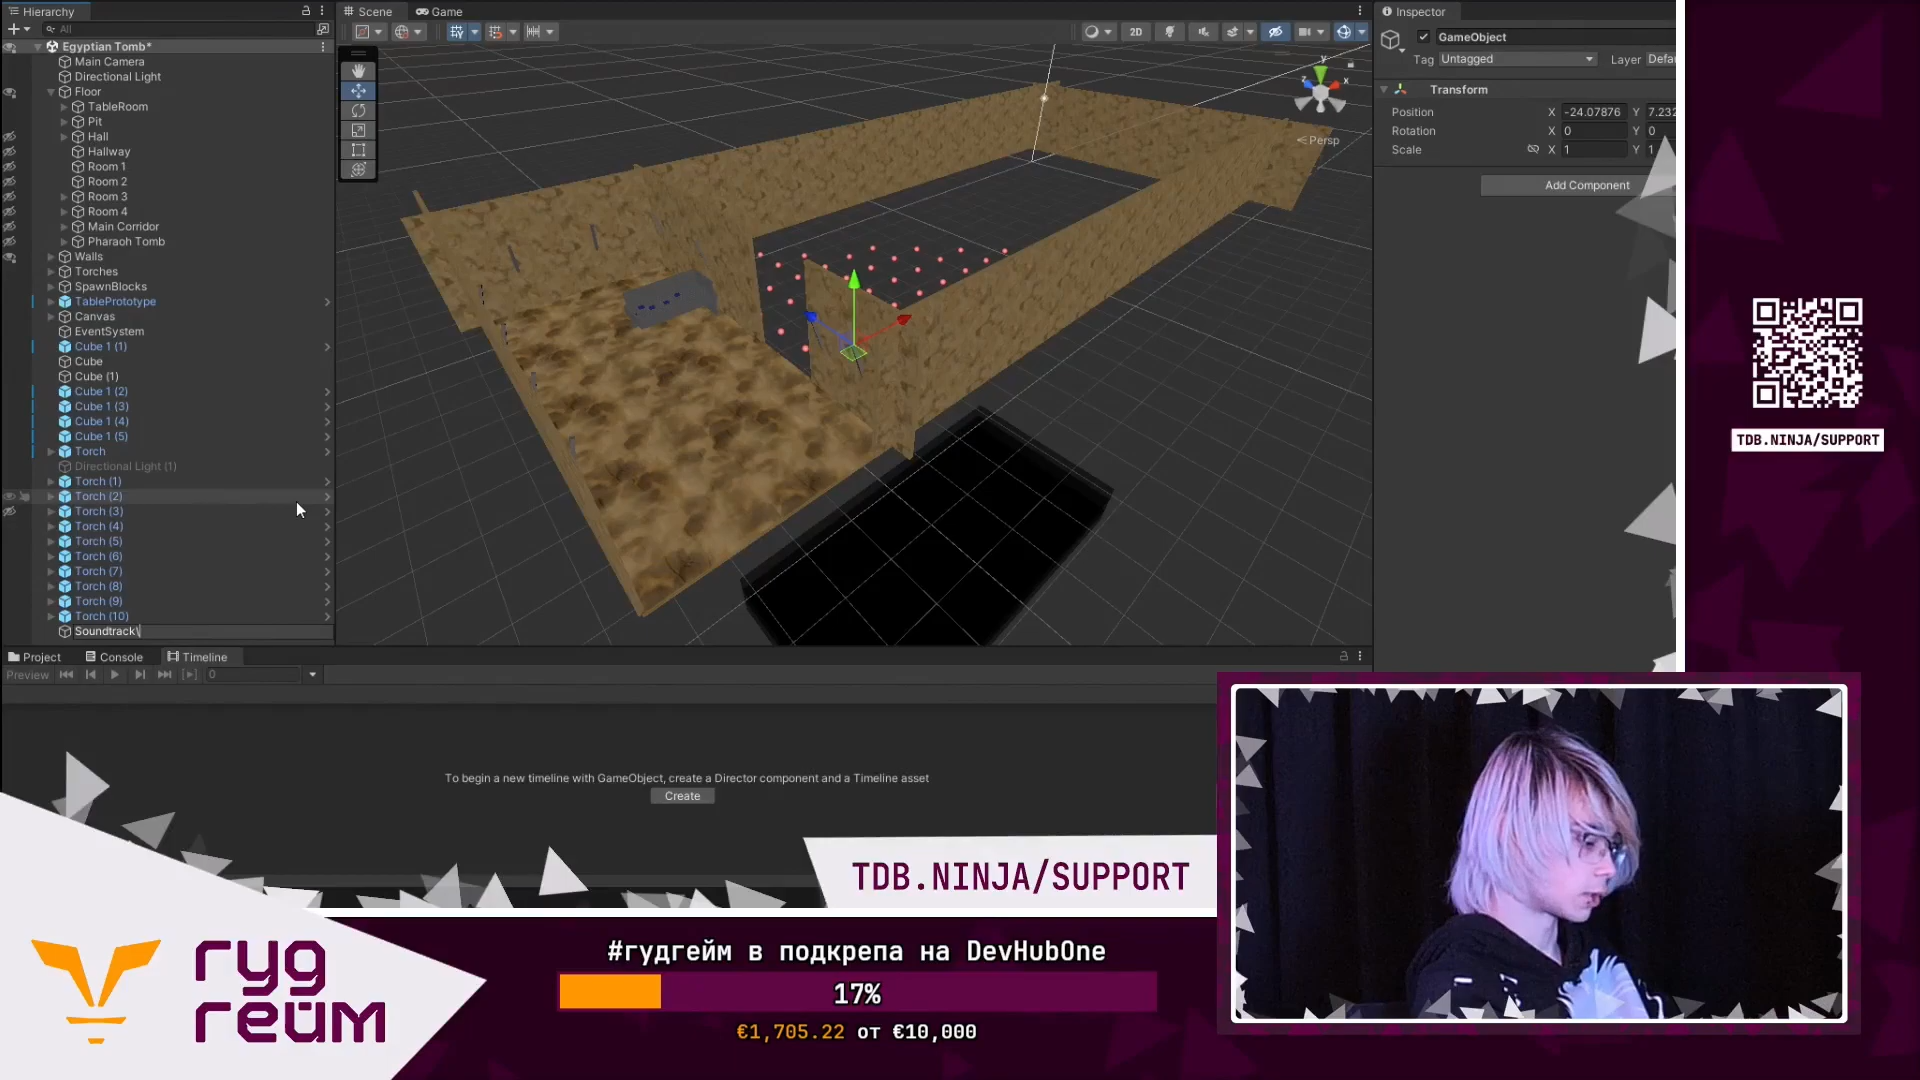 Hierarchy
All
Egyptian Tomb*
Main Camera
Directional Light
Floor
TableRoom
Pit
Hall
Hallway
Room 1
Room 2
Room 3
Room 4
Main Corridor
Pharaoh Tomb
Walls
Torches
SpawnBlocks
TablePrototype
Canvas
EventSystem
Cube 1 (1)
Cube
Cube (1)
Cube 1 (2)
Cube 1 (3)
Cube 1 (4)
Cube 1 (5)
Torch
Directional Light (1)
Torch (1)
Torch (2)
Torch (3)
Torch (4)
Torch (5)
Torch (6)
Torch (7)
Torch (8)
Torch (9)
Torch (10)
Soundtrack\
Scene Game
2D
y
x
z
Persp
Inspector
GameObject
Tag Untagged Layer Defau
Transform
Position X -24.07876 Y 7.232
Rotation X 0 Y 0
Scale X 1 Y 1
Add Component
Project Console Timeline
Preview 0
To begin a new timeline with GameObject, create a Director component and a Timeline asset
Create
TDB.NINJA/SUPPORT
TDB.NINJA/SUPPORT
гуд
гейм
#гудгейм в подкрепа на DevHubOne
17%
€1,705.22 от €10,000